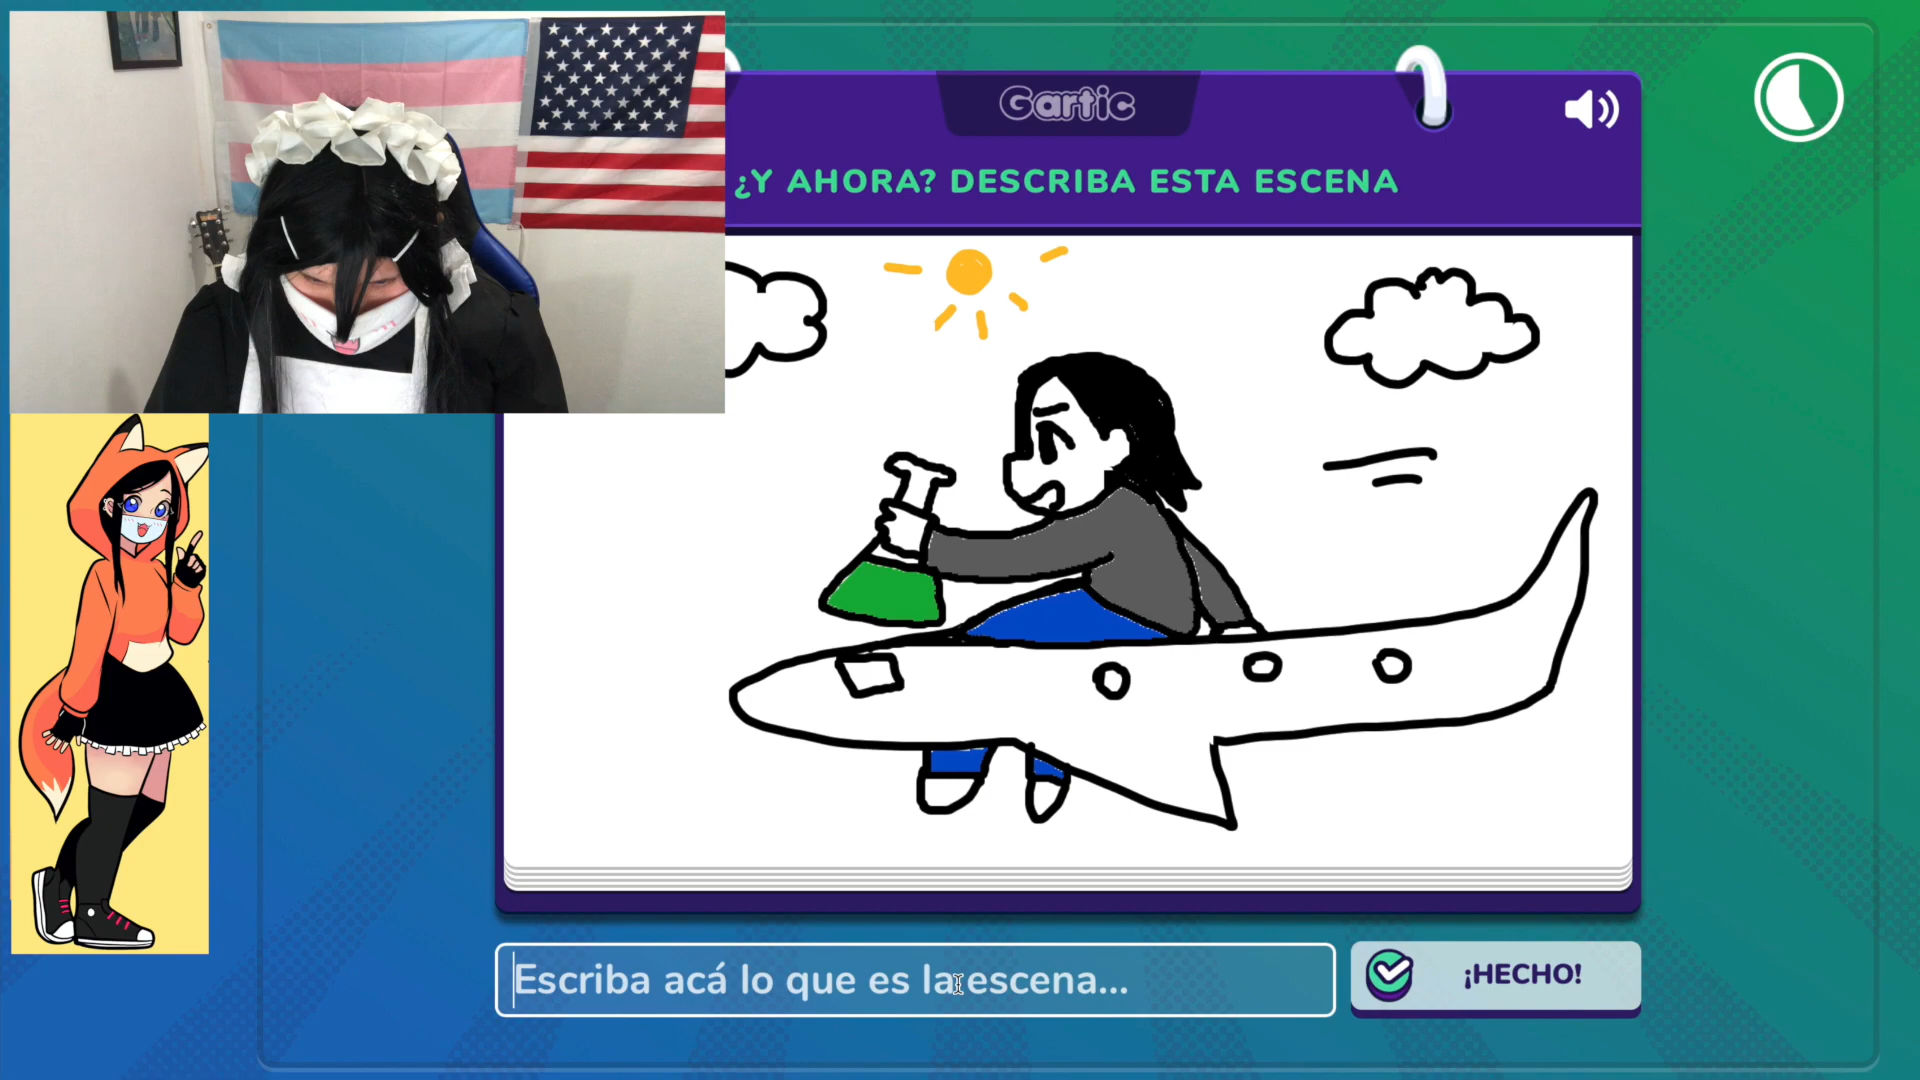 Gartic
¿Y AHORA? DESCRIBA ESTA ESCENA
Escriba acá lo que es la escena...
¡HECHO!